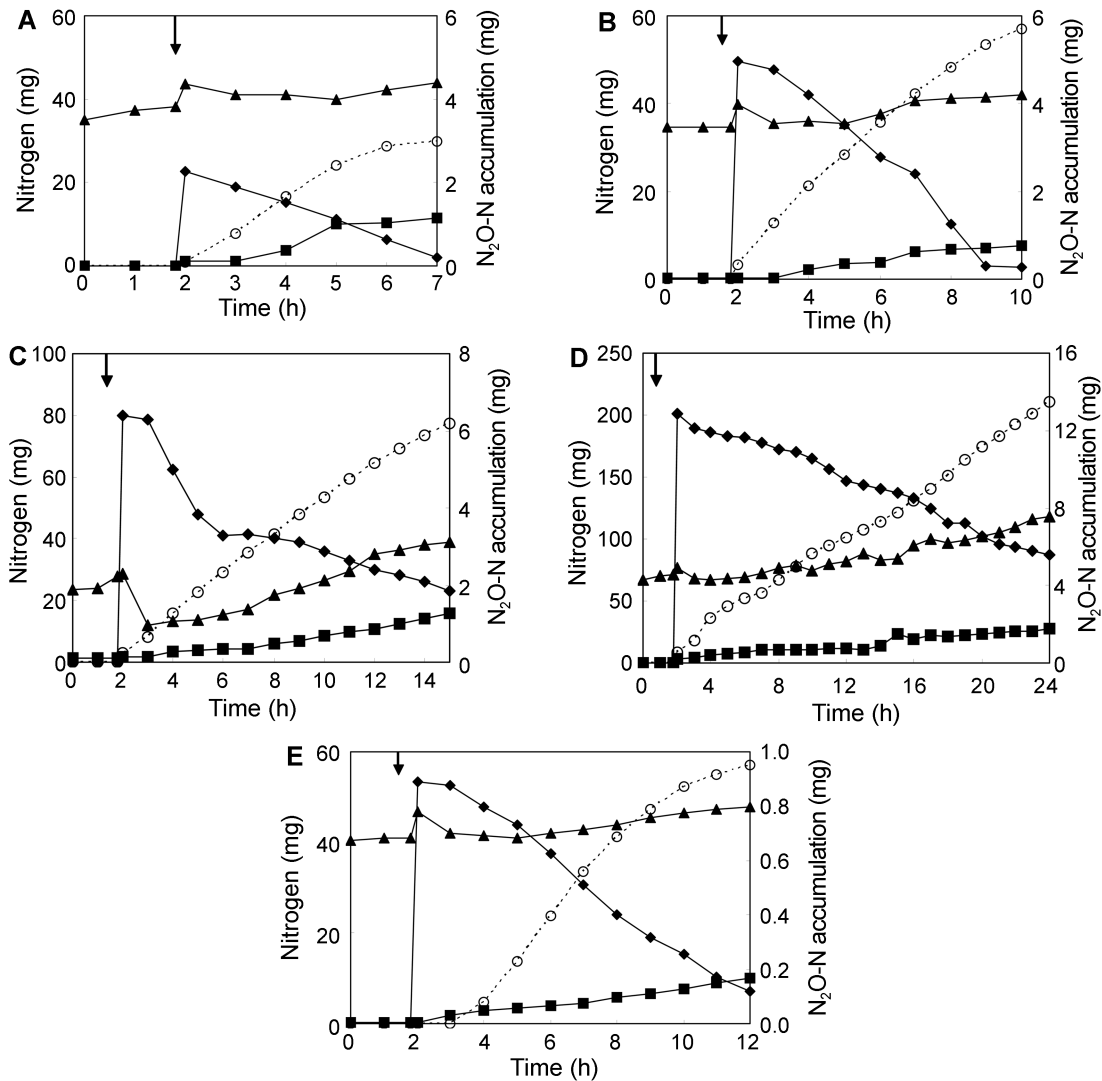 A
60
40
20
0
Nitrogen (mg)
6
4
2
0
N2O-N accumulation (mg)
0 1 2 3 4 5 6 7
Time (h)
B
60
40
20
0
Nitrogen (mg)
6
4
2
0
N2O-N accumulation (mg)
0 2 4 6 8 10
Time (h)
C
100
80
60
40
20
0
Nitrogen (mg)
8
6
4
2
0
N2O-N accumulation (mg)
0 2 4 6 8 10 12 14
Time (h)
D
250
200
150
100
50
0
Nitrogen (mg)
16
12
8
4
0
N2O-N accumulation (mg)
0 4 8 12 16 20 24
Time (h)
E
60
40
20
0
Nitrogen (mg)
1.0
0.8
0.6
0.4
0.2
0.0
N2O-N accumulation (mg)
0 2 4 6 8 10 12
Time (h)